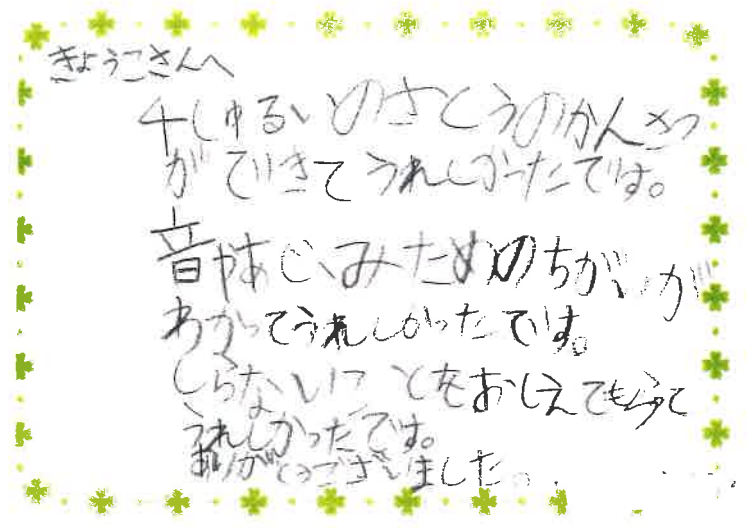 きょうこさんへ
4しゅるいのさとうのかんさつ
ができてうれしかったです。
音やあじ、みためのちがいが
わかってうれしかったです。
しらないことをおしえてもらって
うれしかったです。
ありがとうございました。